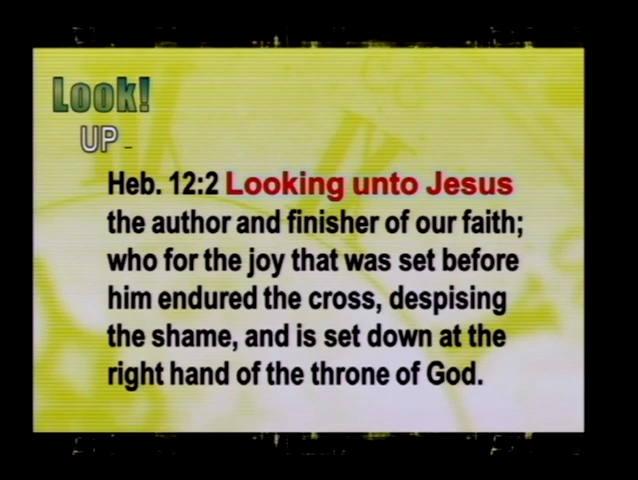 Look!
UP -
Heb. 12:2 Looking unto Jesus
the author and finisher of our faith;
who for the joy that was set before
him endured the cross, despising
the shame, and is set down at the
right hand of the throne of God.